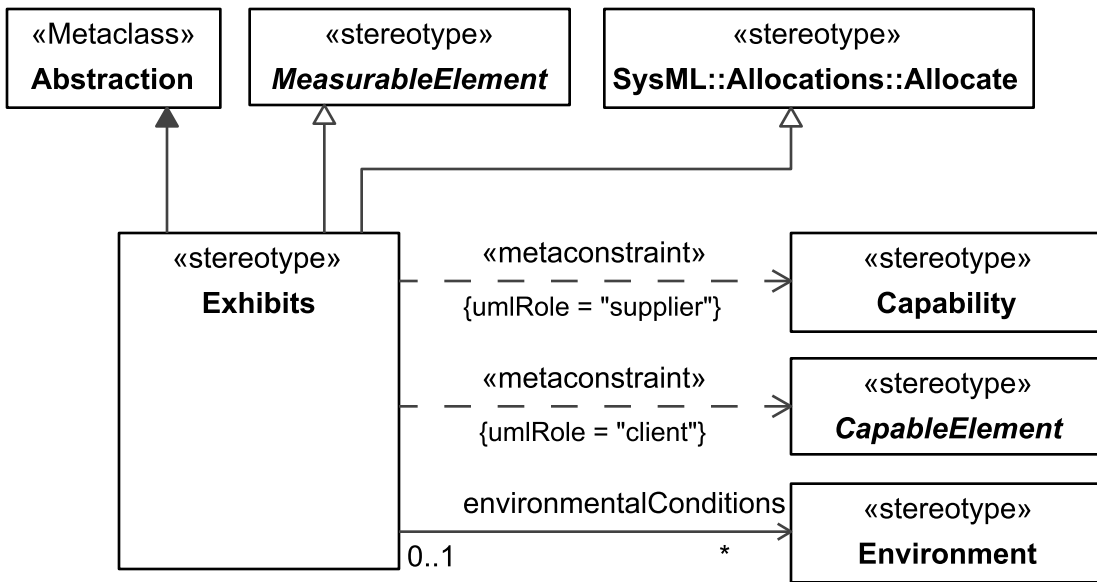 «Metaclass»
Abstraction
«stereotype»
MeasurableElement
«stereotype»
SysML::Allocations::Allocate
«stereotype»
Exhibits
«metaconstraint»
{umlRole = "supplier"}
«stereotype»
Capability
«metaconstraint»
{umlRole = "client"}
«stereotype»
CapableElement
environmentalConditions
0..1
*
«stereotype»
Environment